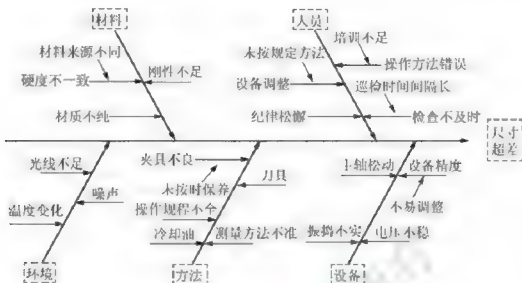 材料
材料来源不同
硬度不一致
刚性不足
材质不纯
人员
培训不足
未按规定方法
操作方法错误
设备调整
巡检时间间隔长
纪律松懈
检查不及时
尺寸
超差
光线不足
噪声
温度变化
环境
夹具不良
未按时保养
刀具
操作规程不全
冷却油
测量方法不准
方法
主轴松动
设备精度
不易调整
振捣不实
电压不稳
设备